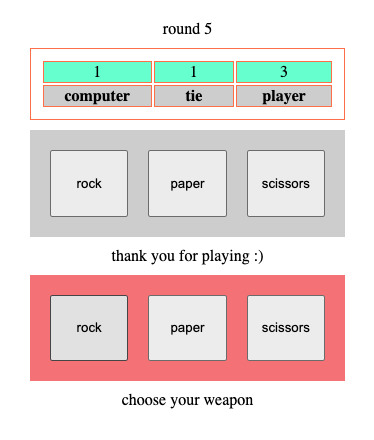 round 5
1 1 3
computer tie player
rock paper scissors
thank you for playing :)
rock paper scissors
choose your weapon